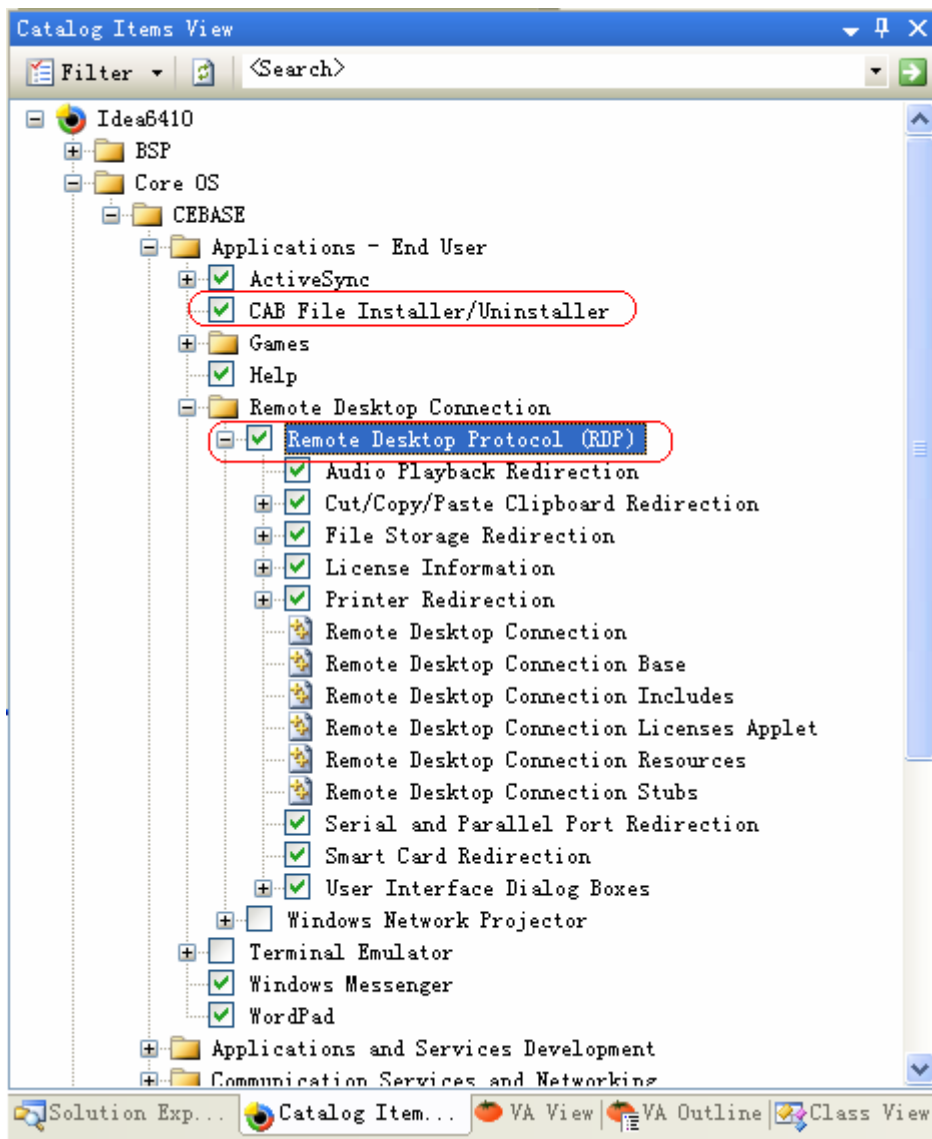 Catalog Items View
Filter
<Search>
Idea6410
BSP
Core OS
CEBASE
Applications - End User
ActiveSync
CAB File Installer/Uninstaller
Games
Help
Remote Desktop Connection
Remote Desktop Protocol (RDP)
Audio Playback Redirection
Cut/Copy/Paste Clipboard Redirection
File Storage Redirection
License Information
Printer Redirection
Remote Desktop Connection
Remote Desktop Connection Base
Remote Desktop Connection Includes
Remote Desktop Connection Licenses Applet
Remote Desktop Connection Resources
Remote Desktop Connection Stubs
Serial and Parallel Port Redirection
Smart Card Redirection
User Interface Dialog Boxes
Windows Network Projector
Terminal Emulator
Windows Messenger
WordPad
Applications and Services Development
Communication Services and Networking
Solution Exp... Catalog Item... VA View VA Outline Class View